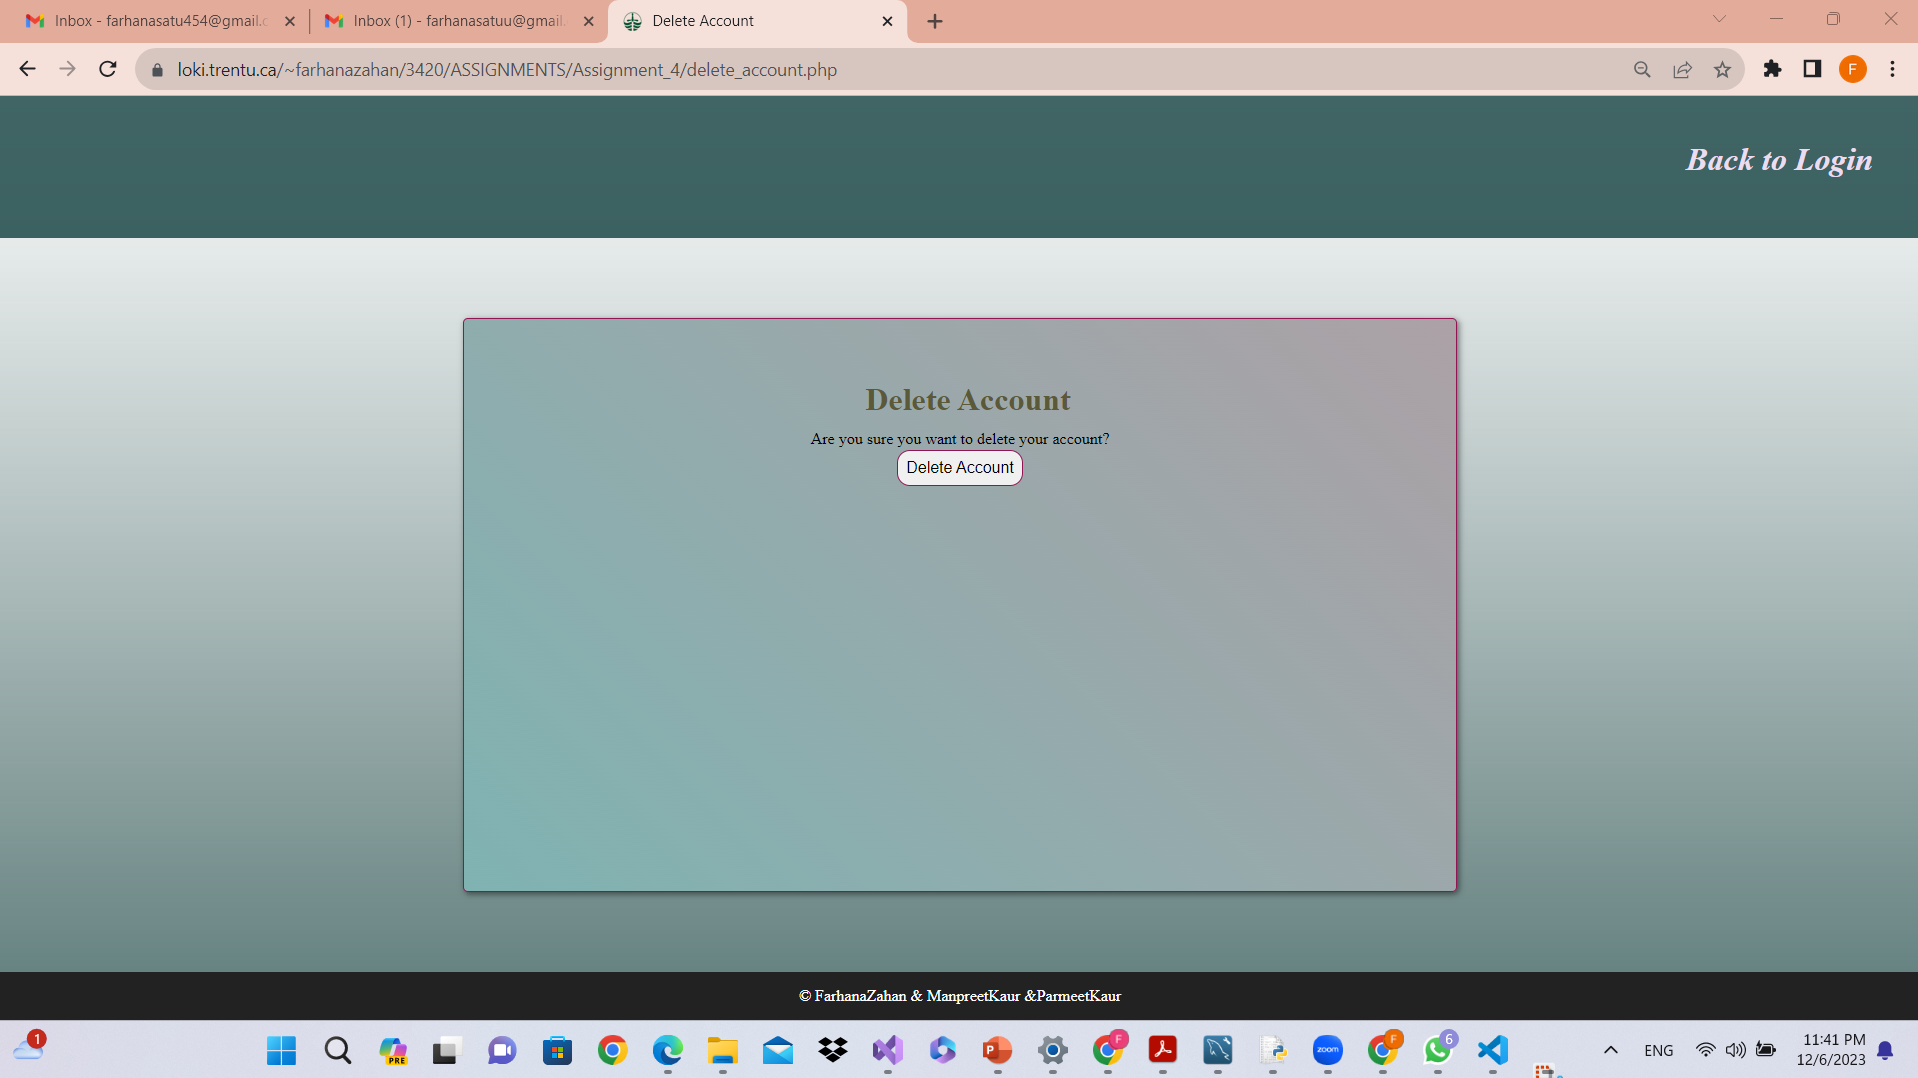 Inbox - farhanasatu454@gmail.c
Inbox (1) - farhanasatuu@gmail.
Delete Account
loki.trentu.ca/~farhanazahan/3420/ASSIGNMENTS/Assignment_4/delete_account.php
F
Back to Login
Delete Account
Are you sure you want to delete your account?
Delete Account
© FarhanaZahan & ManpreetKaur &ParmeetKaur
1
PRE
P
F
zoom
F
6
ENG
11:41 PM
12/6/2023